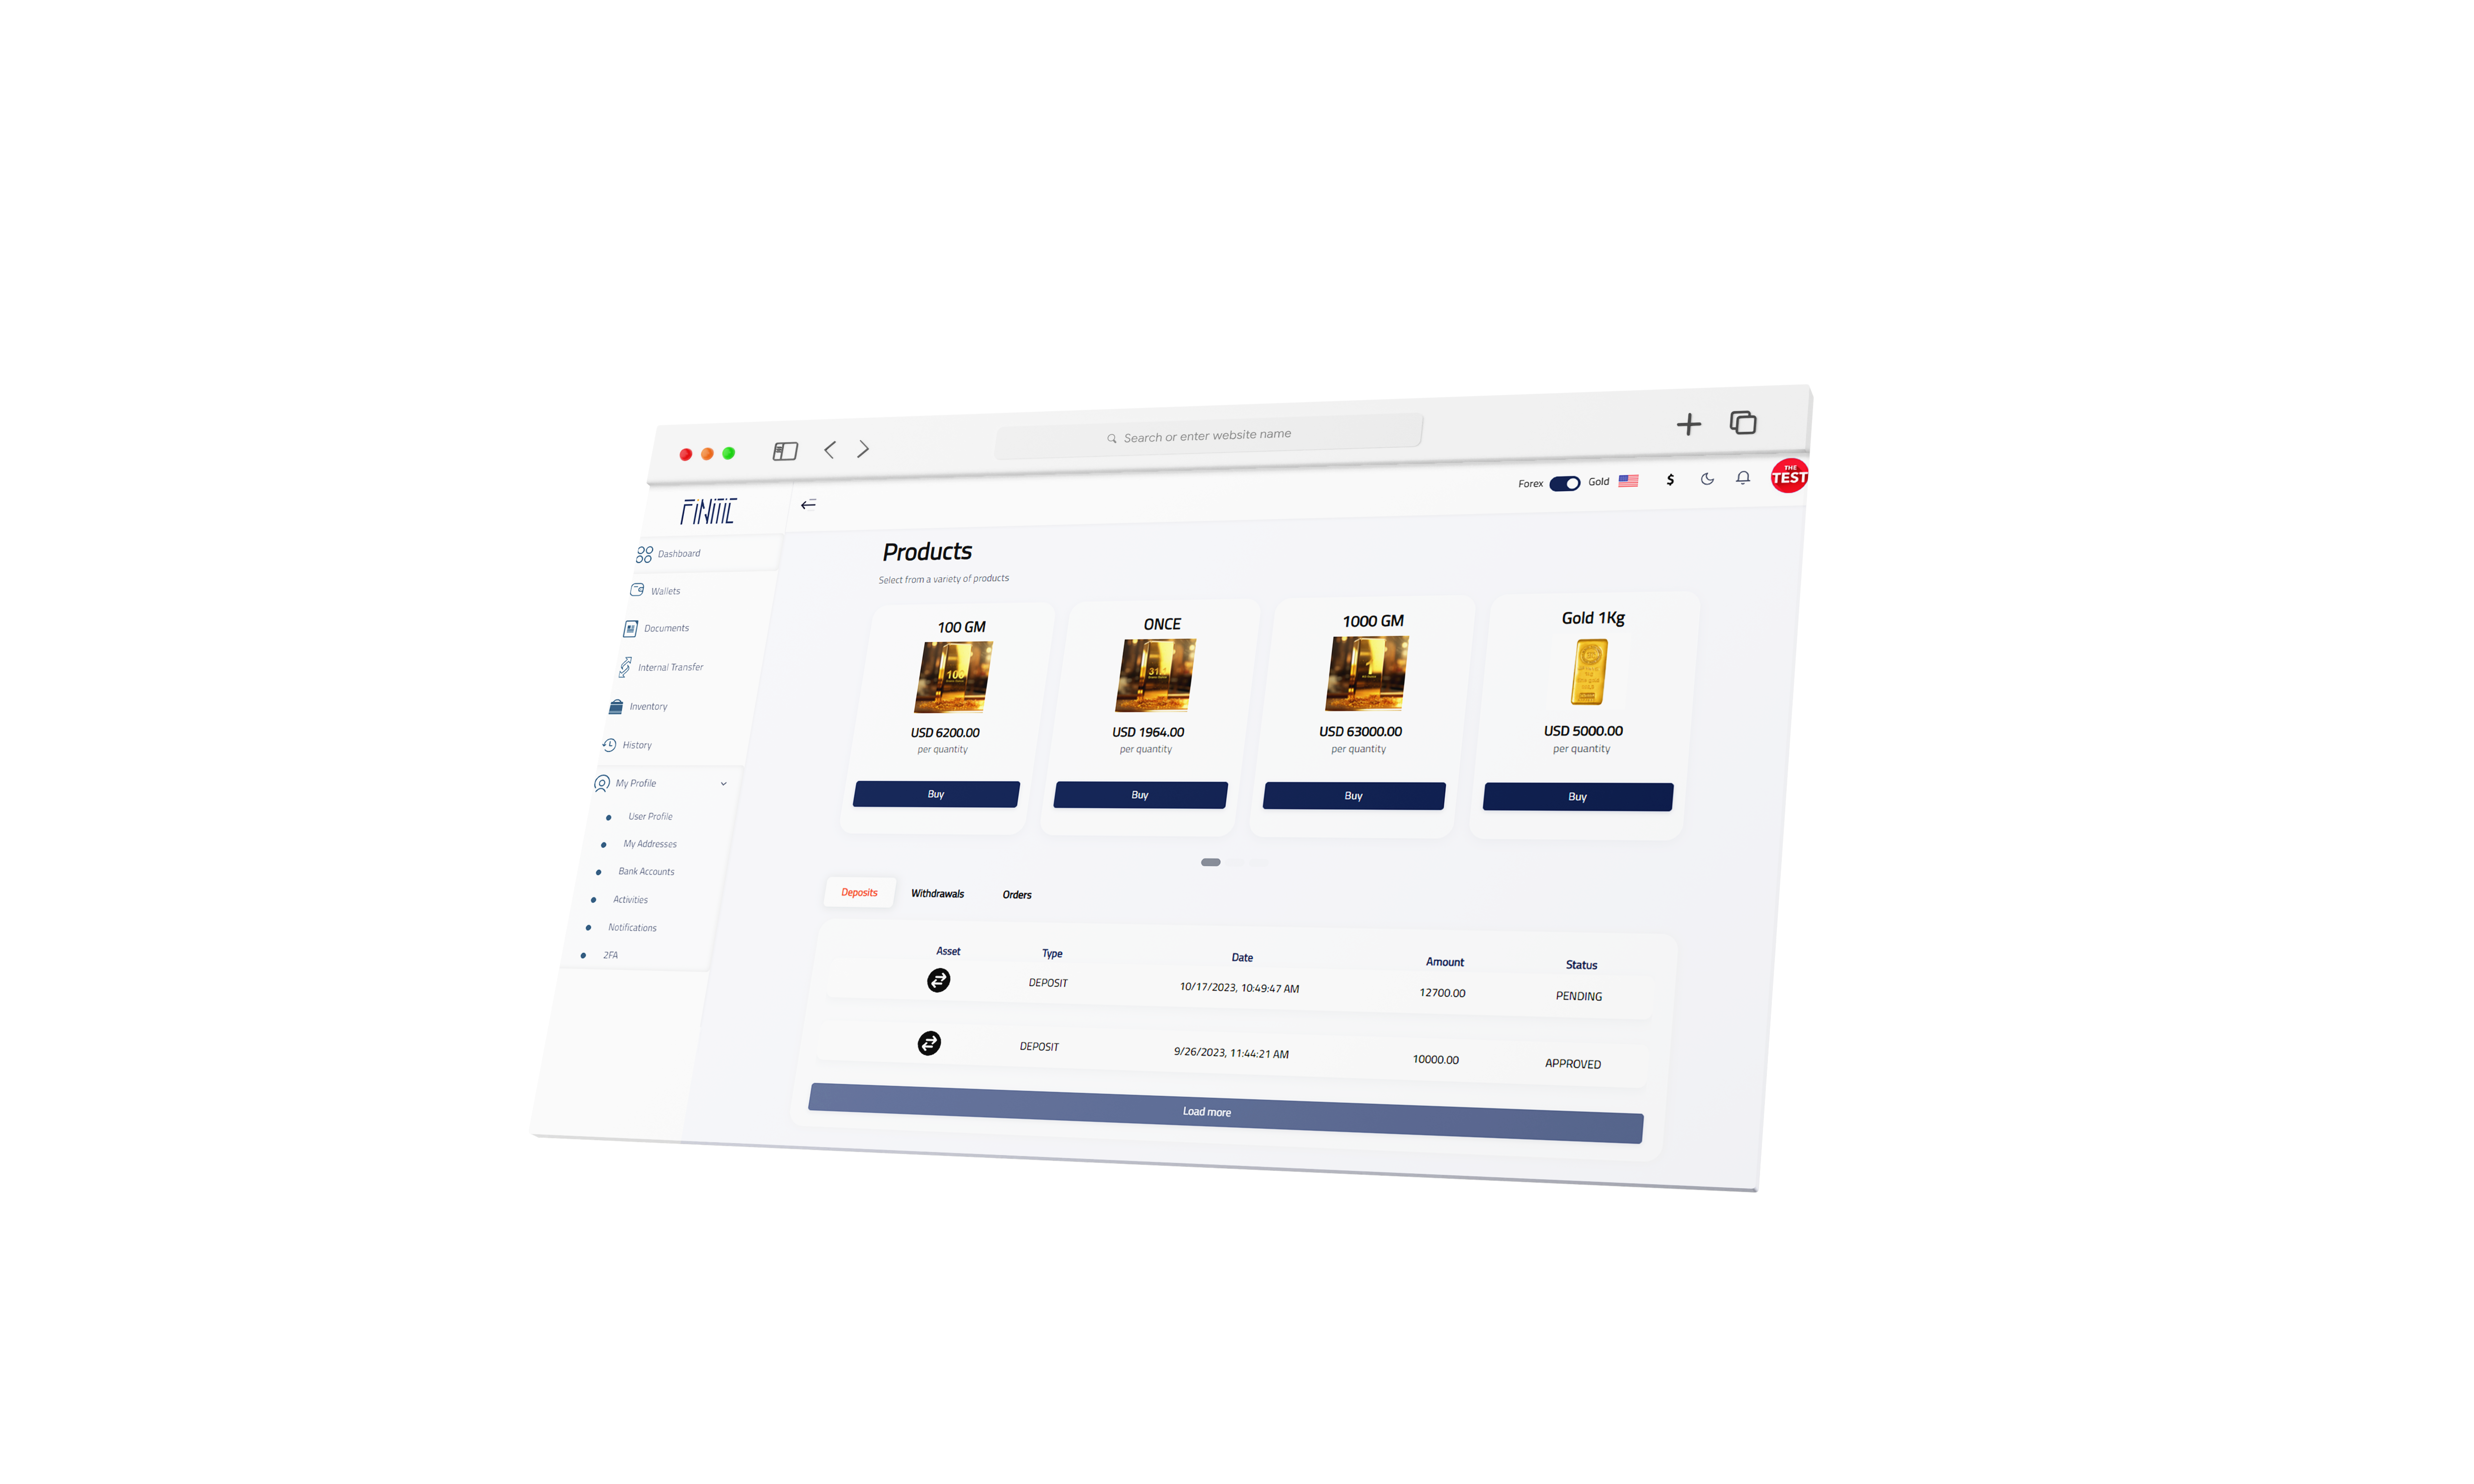 Search or enter website name
FiNiTiC
Forex Gold $ THE TEST
Dashboard
Wallets
Documents
Internal Transfer
Inventory
History
My Profile
User Profile
My Addresses
Bank Accounts
Activities
Notifications
2FA
Products
Select from a variety of products
100 GM
100
USD 6200.00
per quantity
Buy
ONCE
USD 1964.00
per quantity
Buy
1000 GM
1
USD 63000.00
per quantity
Buy
Gold 1Kg
USD 5000.00
per quantity
Buy
Deposits Withdrawals Orders
Asset Type Date Amount Status
DEPOSIT 10/17/2023, 10:49:47 AM 12700.00 PENDING
DEPOSIT 9/26/2023, 11:44:21 AM 10000.00 APPROVED
Load more